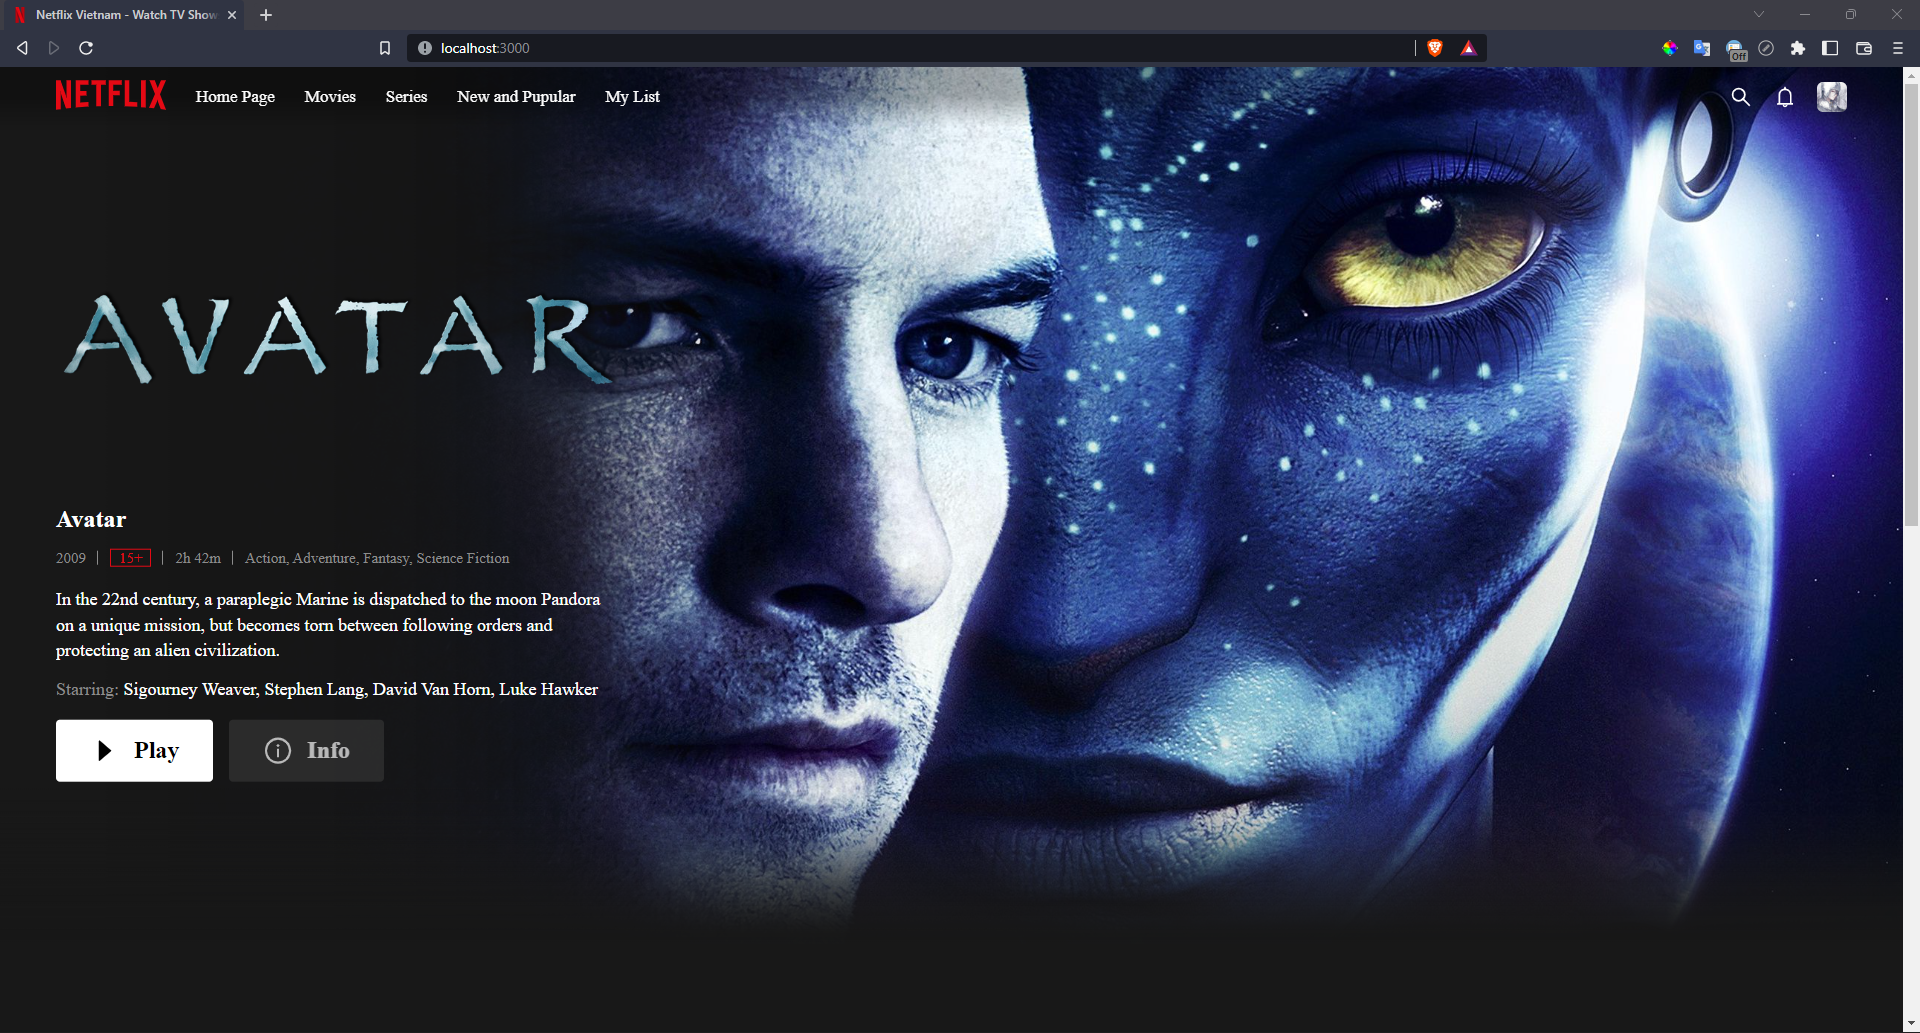 Netflix Vietnam - Watch TV Show
localhost:3000
Off
NETFLIX Home Page Movies Series New and Pupular My List
AVATAR
Avatar
2009 | 15+ | 2h 42m | Action, Adventure, Fantasy, Science Fiction
In the 22nd century, a paraplegic Marine is dispatched to the moon Pandora
on a unique mission, but becomes torn between following orders and
protecting an alien civilization.
Starring: Sigourney Weaver, Stephen Lang, David Van Horn, Luke Hawker
Play Info